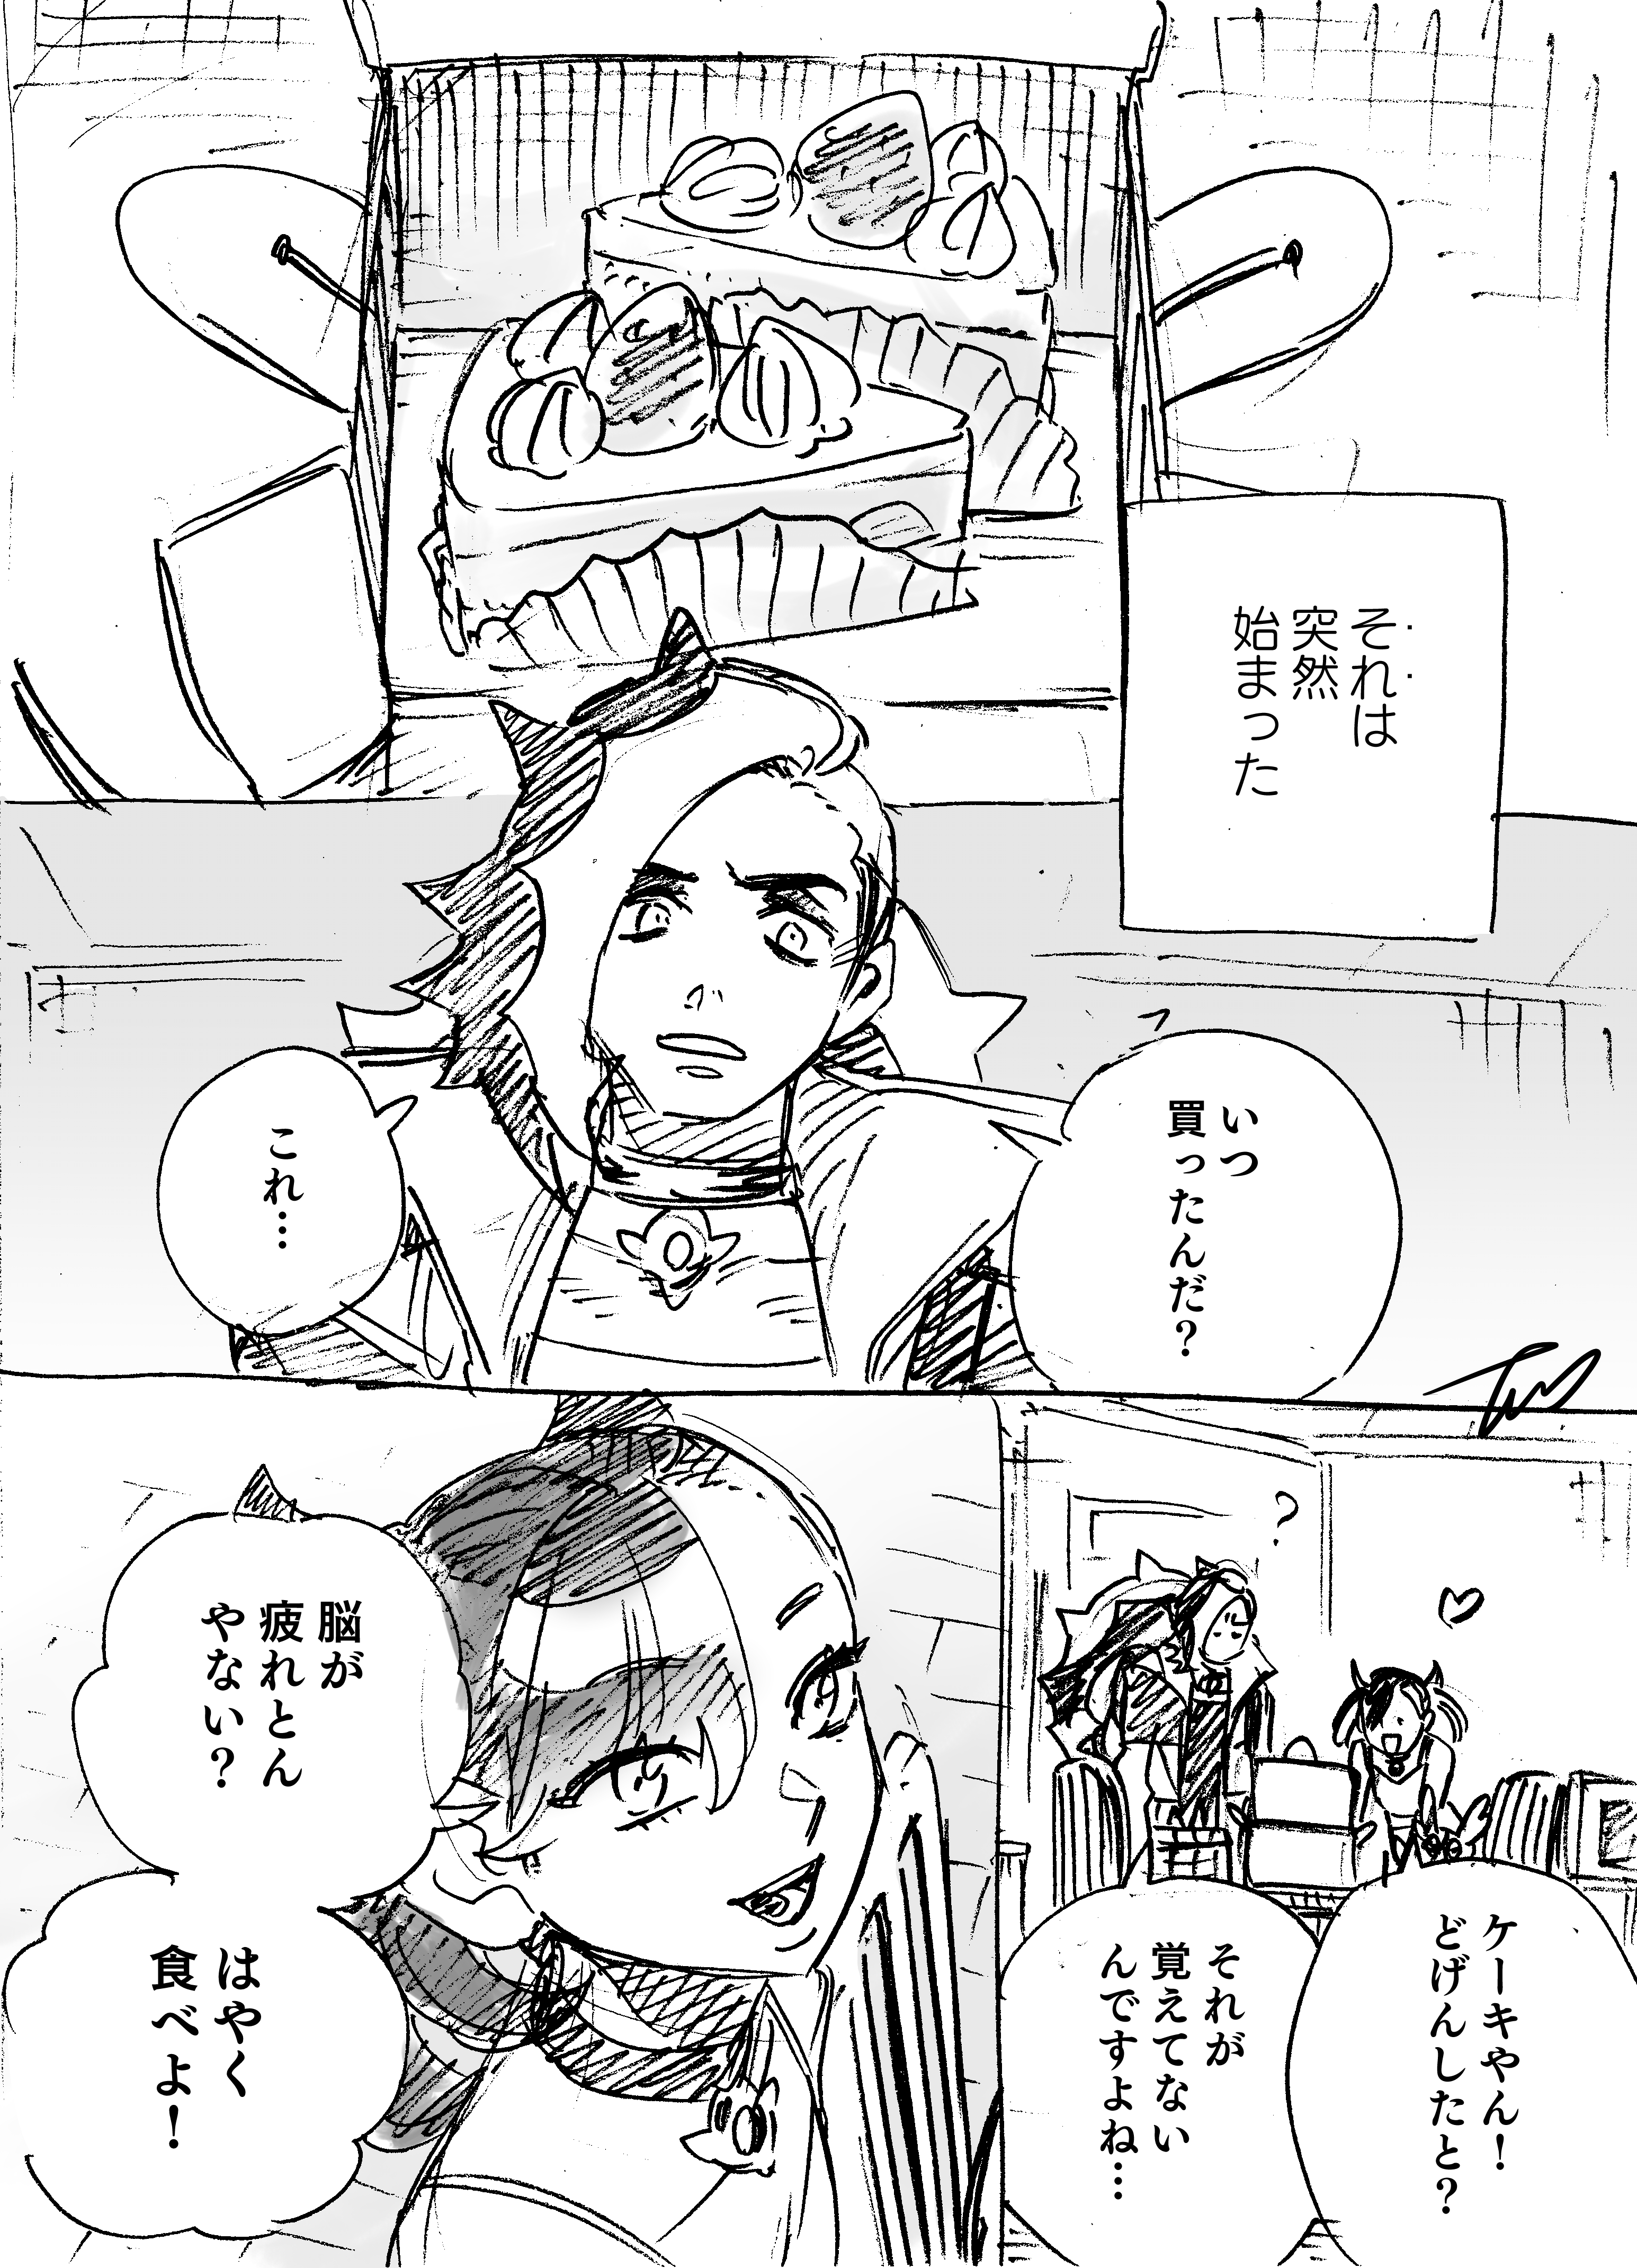 それは
突然
始まった
いつ
買ったんだ?
これ…
?
ケーキやん!
どげんしたと?
それが
覚えてない
んですよね…
脳が
疲れとん
やない?
はやく
食べよ!